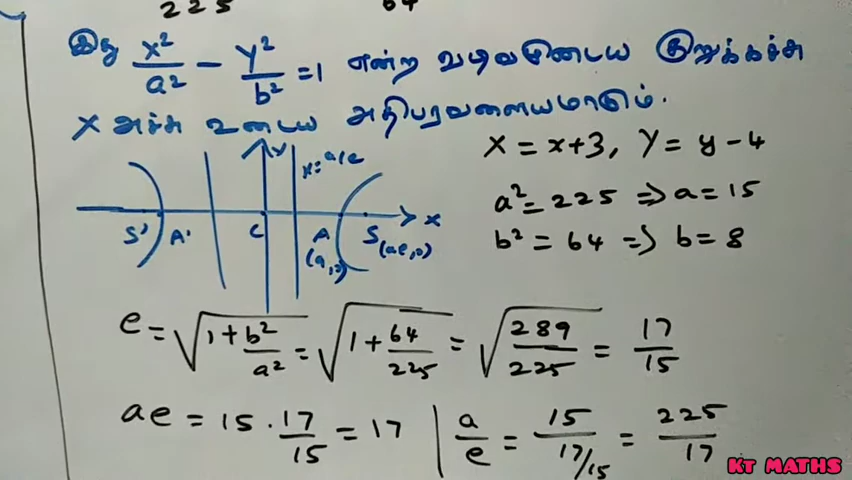 225 64
இது X²/a² − Y²/b² = 1 என்ற வடிவமுடைய குறுக்கச்சு
X அச்சு உடைய அதிபரவளையமாகும்.
X = x+3, Y = y−4
a² = 225 ⇒ a = 15
b² = 64 ⇒ b = 8
Y
x = a/e
x
S' A' C A S
(a,0) (ae,0)
e = √(1 + b²/a²) = √(1 + 64/225) = √(289/225) = 17/15
ae = 15 · 17/15 = 17 | a/e = 15/(17/15) = 225/17
KT MATHS